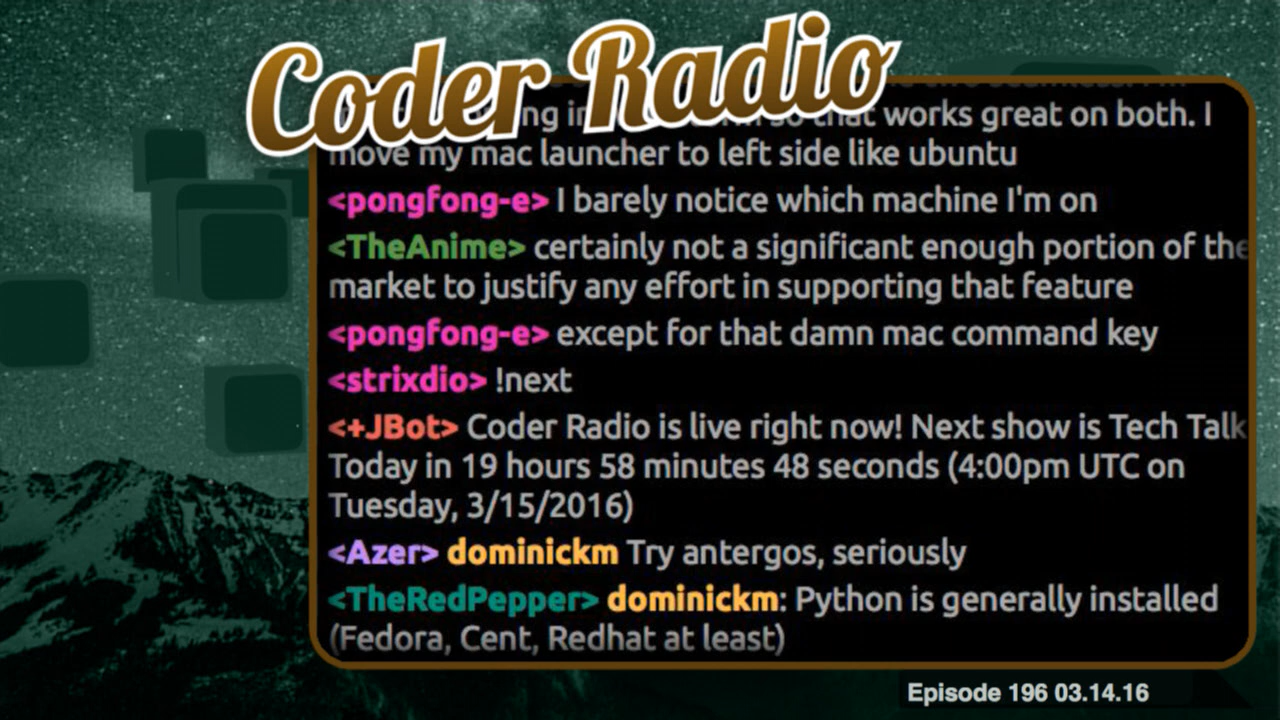 Coder Radio
that works great on both. I
move my mac launcher to left side like ubuntu
<pongfong-e> I barely notice which machine I'm on
<TheAnime> certainly not a significant enough portion of the
market to justify any effort in supporting that feature
<pongfong-e> except for that damn mac command key
<strixdio> !next
<+JBot> Coder Radio is live right now! Next show is Tech Talk
Today in 19 hours 58 minutes 48 seconds (4:00pm UTC on
Tuesday, 3/15/2016)
<Azer> dominickm Try antergos, seriously
<TheRedPepper> dominickm: Python is generally installed
(Fedora, Cent, Redhat at least)
Episode 196 03.14.16